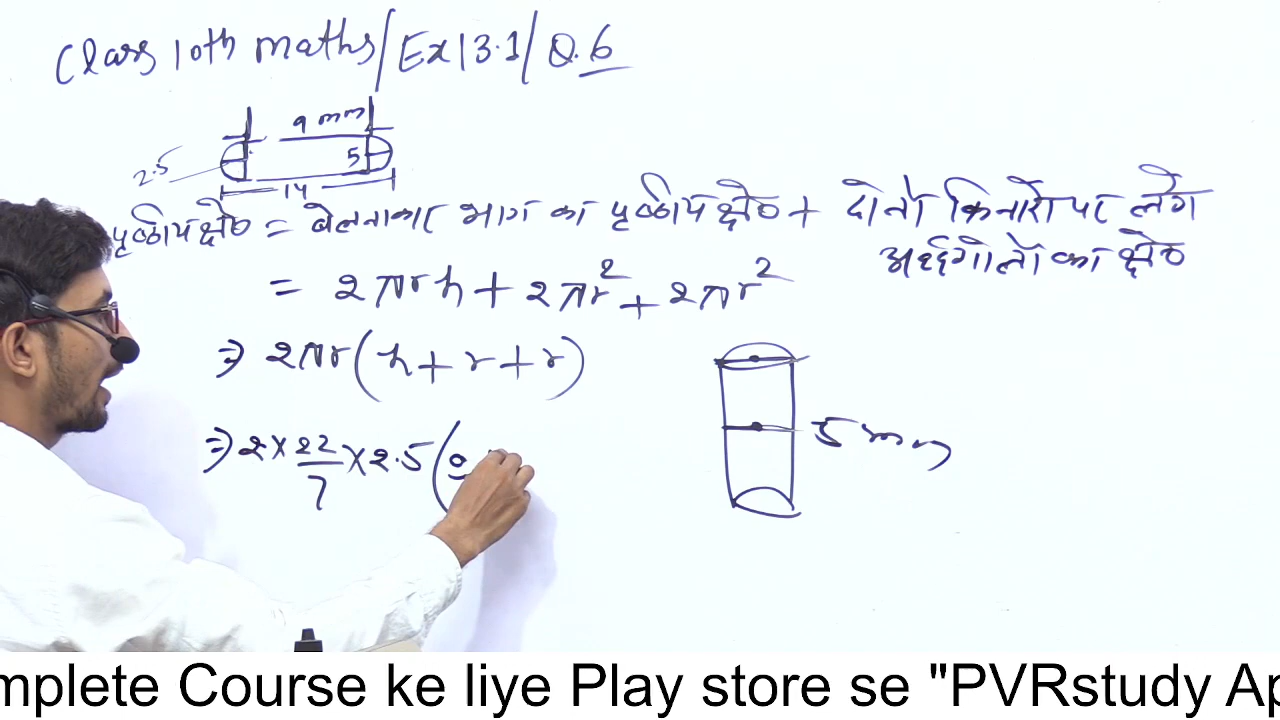 Class 10th maths/Ex13.1/Q.6
9 mm
2.5
5
14
पृष्ठीय क्षेO = बेलनाकार भाग का पृष्ठीय क्षेO + दोनों किनारों पर लगे
अर्द्धगोलों का क्षेO
= 2πrh + 2πr² + 2πr²
⇒ 2πr(h+r+r)
5 mm
⇒ 2×22/7×2.5(9
mplete Course ke liye Play store se "PVRstudy Ap